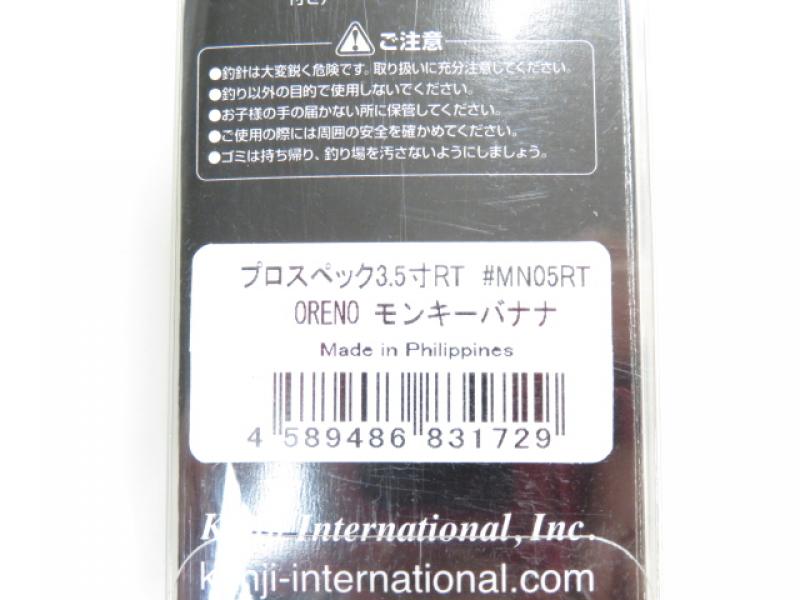 ご注意
●釣針は大変鋭く危険です。取り扱いに充分注意してください。
●釣り以外の目的で使用しないでください。
●お子様の手の届かない所に保管してください。
●ご使用の際には周囲の安全を確かめてください。
●ゴミは持ち帰り、釣り場を汚さないようにしましょう。
プロスペック3.5寸RT #MN05RT
ORENO モンキーバナナ
Made in Philippines
4 589486 831729
Kenji International, Inc.
kenji-international.com